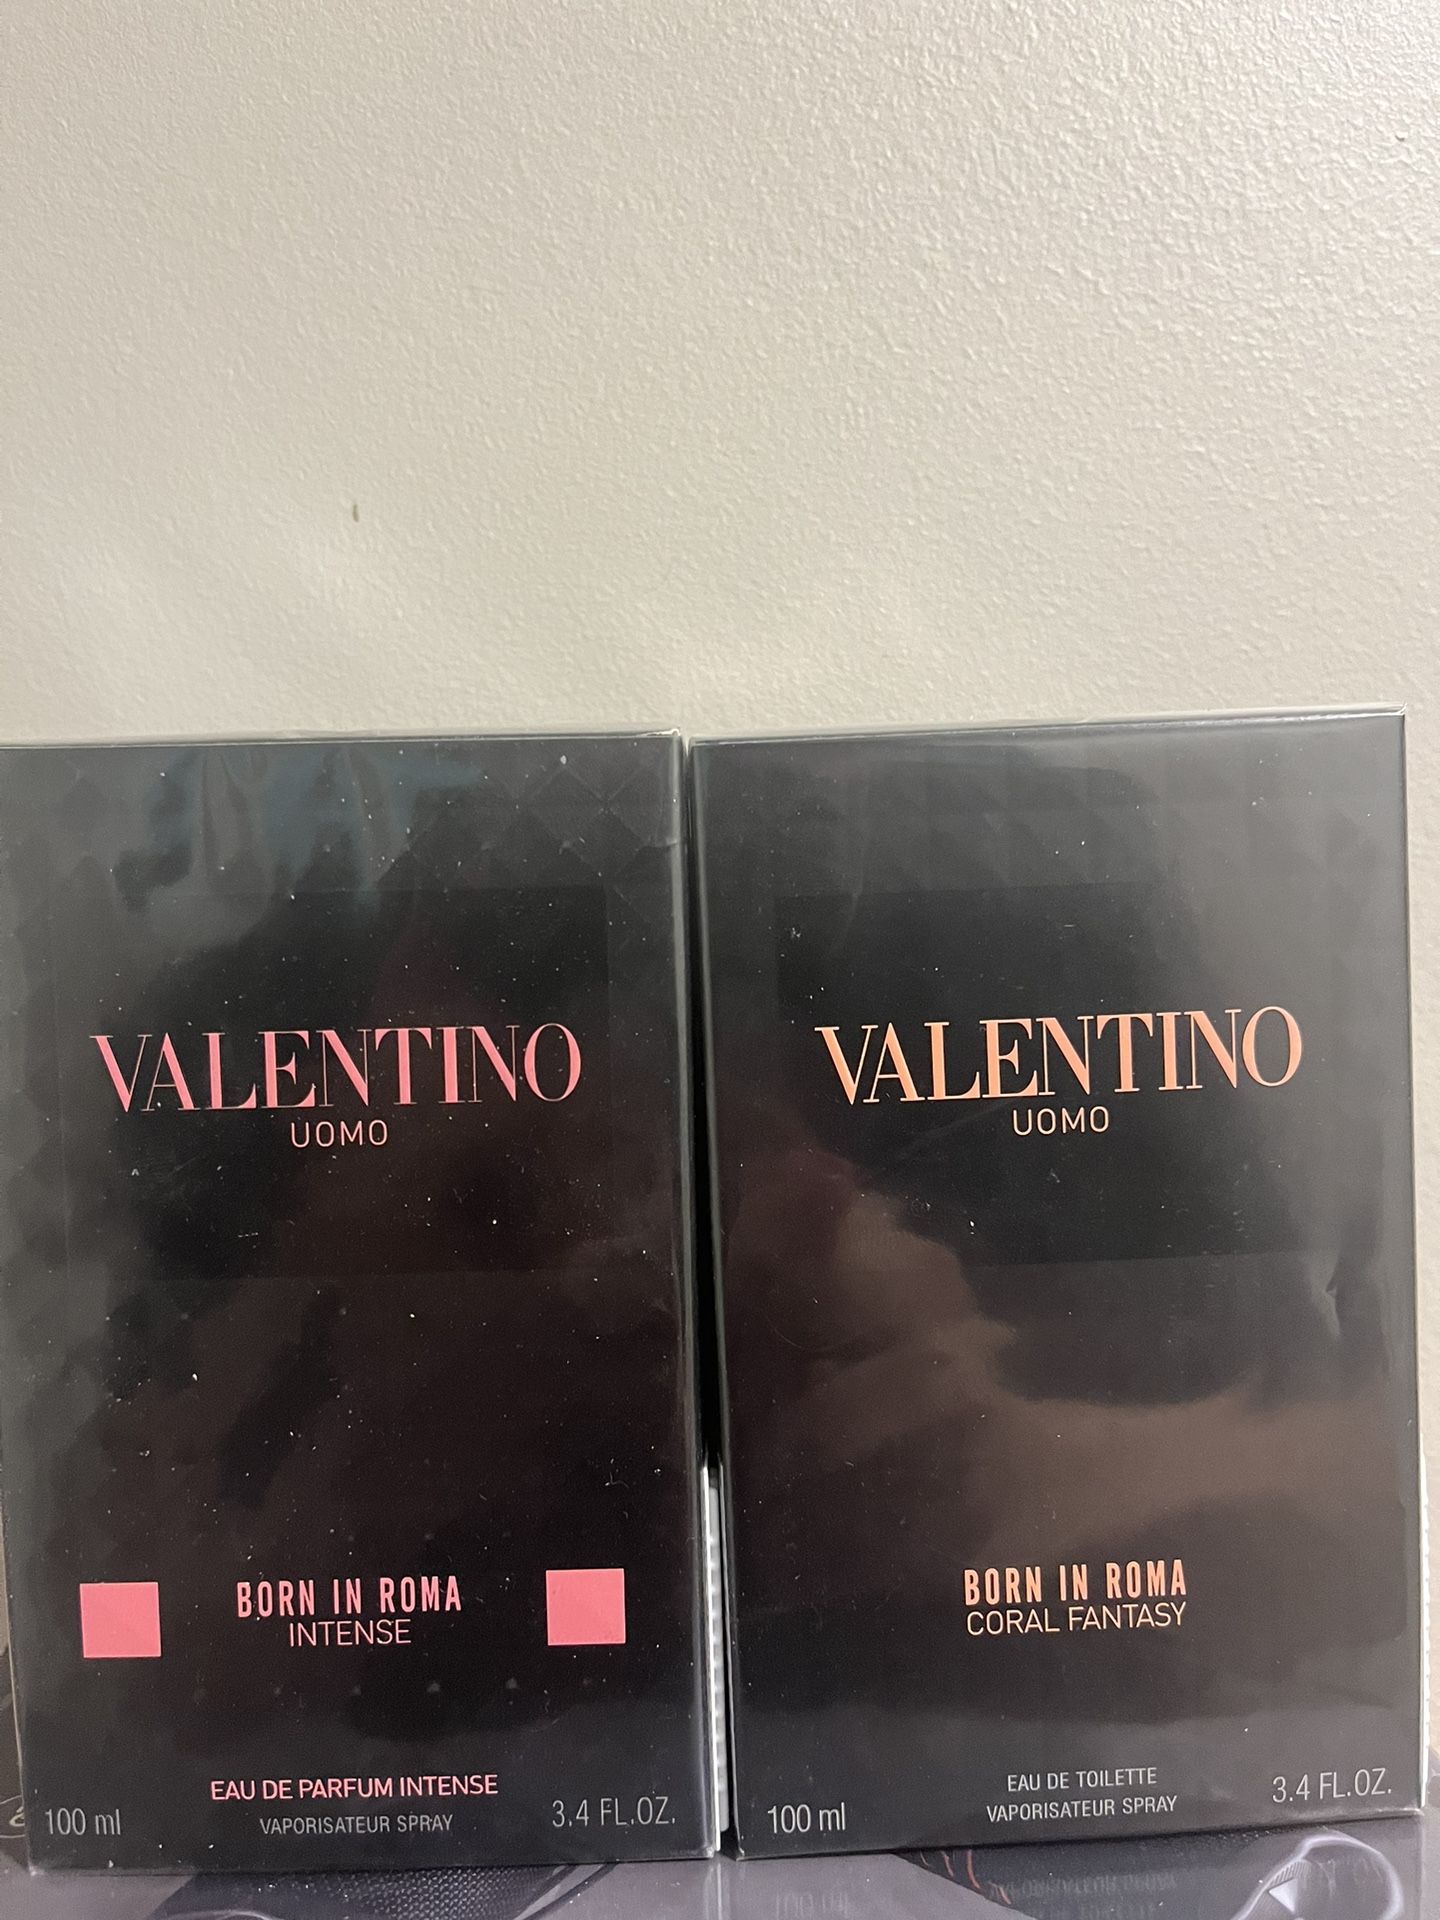 VALENTINO
UOMO
BORN IN ROMA
INTENSE
EAU DE PARFUM INTENSE
VAPORISATEUR SPRAY
100 ml
3.4 FL.OZ.
VALENTINO
UOMO
BORN IN ROMA
CORAL FANTASY
EAU DE TOILETTE
VAPORISATEUR SPRAY
100 ml
3.4 FL.OZ.